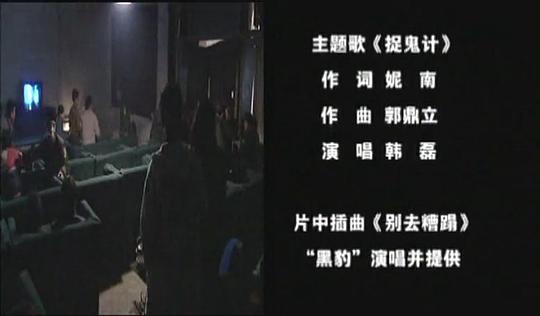 主题歌《捉鬼计》
作 词 妮 南
作 曲 郭鼎立
演 唱 韩 磊
片中插曲《别去糟蹋》
“黑豹”演唱并提供